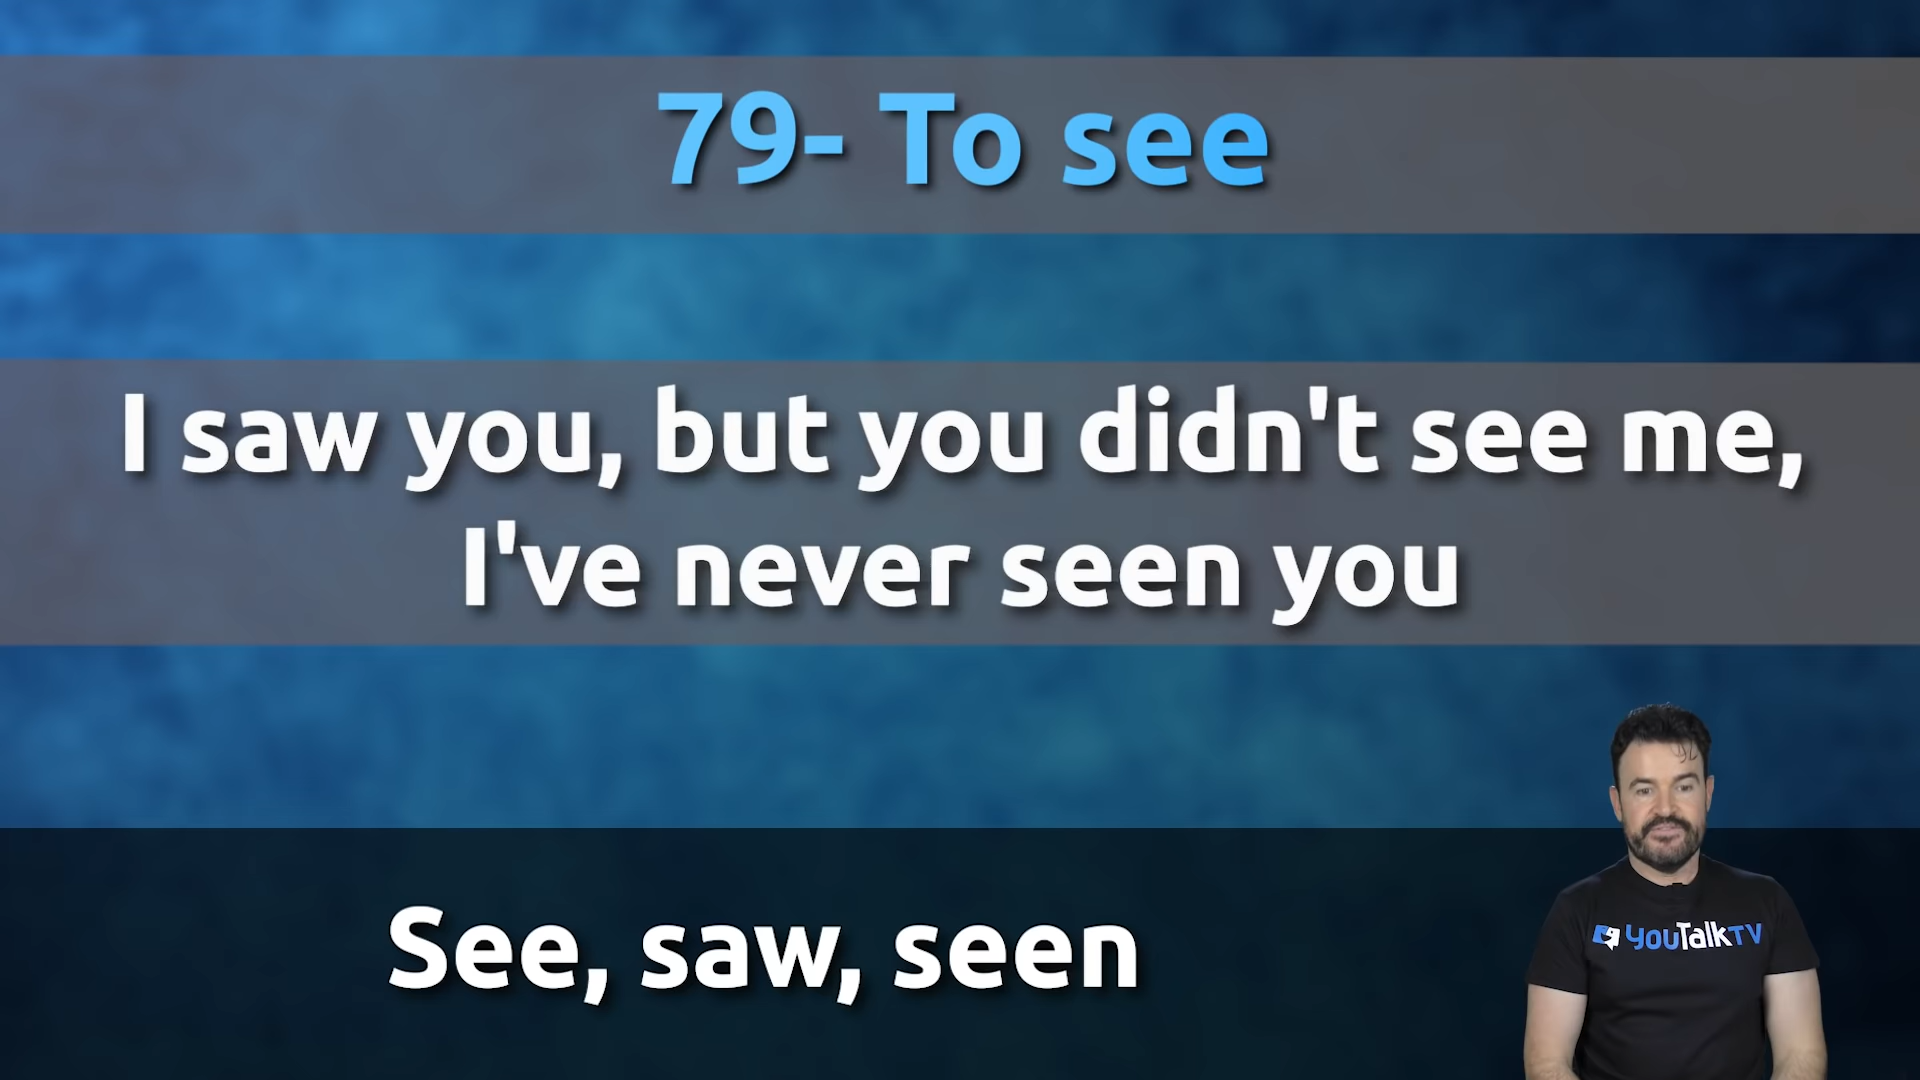 79- To see
I saw you, but you didn't see me,
I've never seen you
See, saw, seen
youTalkTV